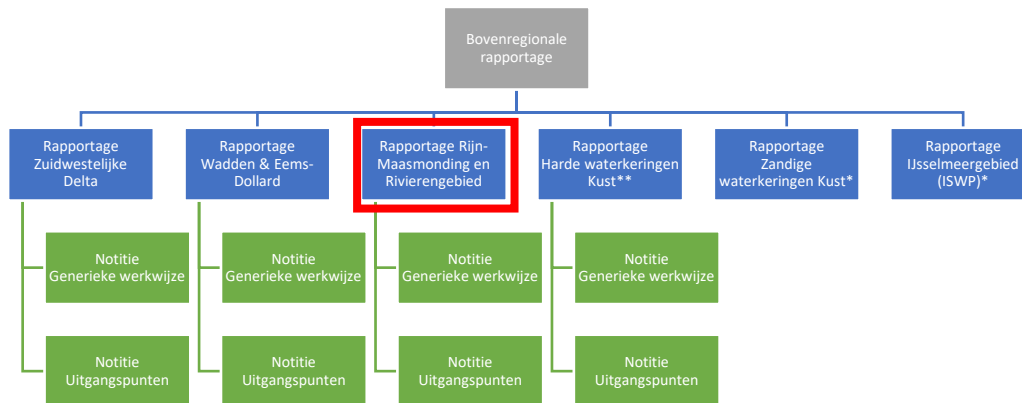 Bovenregionale
rapportage
Rapportage
Zuidwestelijke
Delta
Rapportage
Wadden & Eems-
Dollard
Rapportage Rijn-
Maasmonding en
Rivierengebied
Rapportage
Harde waterkeringen
Kust**
Rapportage
Zandige
waterkeringen Kust*
Rapportage
IJsselmeergebied
(ISWP)*
Notitie
Generieke werkwijze
Notitie
Generieke werkwijze
Notitie
Generieke werkwijze
Notitie
Generieke werkwijze
Notitie
Uitgangspunten
Notitie
Uitgangspunten
Notitie
Uitgangspunten
Notitie
Uitgangspunten